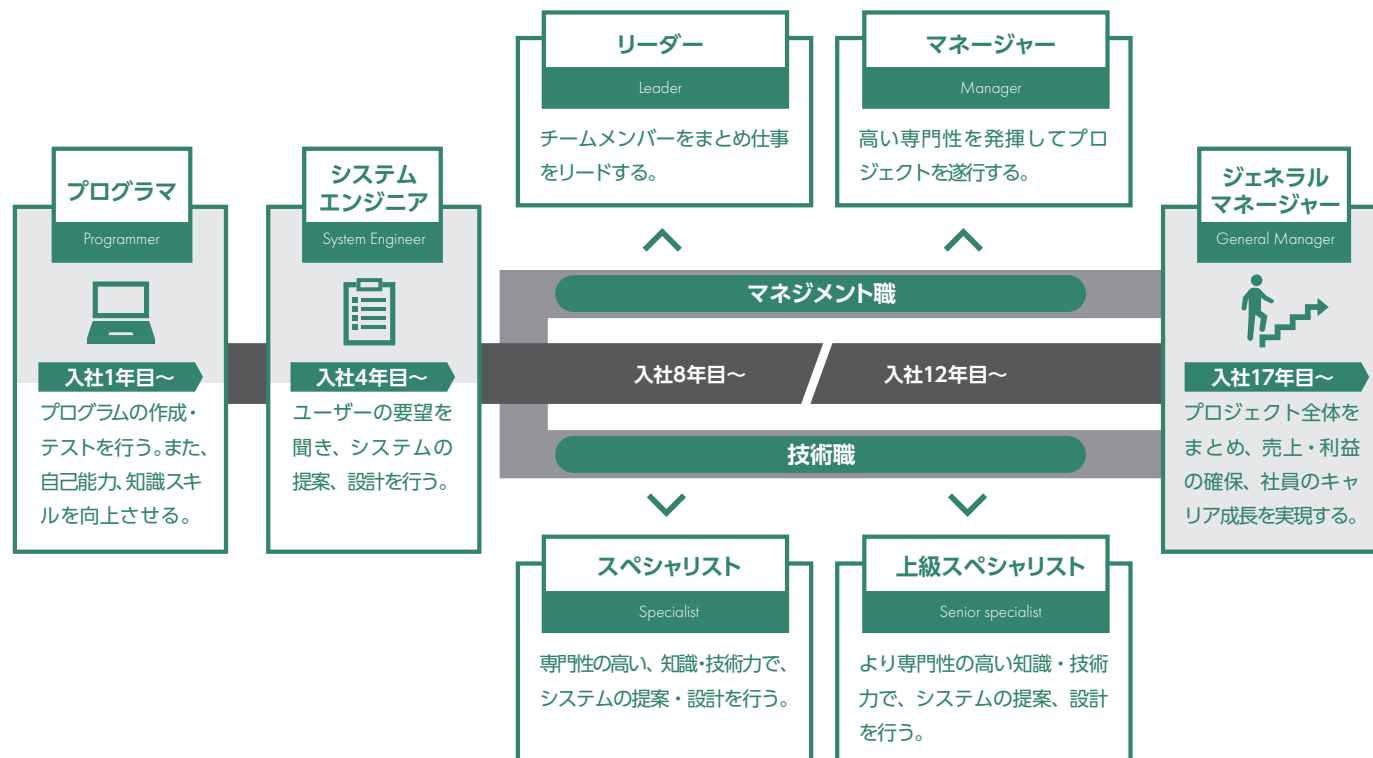 プログラマ
Programmer
入社1年目～
プログラムの作成・
テストを行う。また、
自己能力、知識スキ
ルを向上させる。
システム
エンジニア
System Engineer
入社4年目～
ユーザーの要望を
聞き、システムの
提案、設計を行う。
リーダー
Leader
チームメンバーをまとめ仕事
をリードする。
マネージャー
Manager
高い専門性を発揮してプロ
ジェクトを遂行する。
マネジメント職
入社8年目～
入社12年目～
技術職
スペシャリスト
Specialist
専門性の高い、知識・技術力で、
システムの提案・設計を行う。
上級スペシャリスト
Senior specialist
より専門性の高い知識・技術
力で、システムの提案、設計
を行う。
ジェネラル
マネージャー
General Manager
入社17年目～
プロジェクト全体を
まとめ、売上・利益
の確保、社員のキャ
リア成長を実現する。